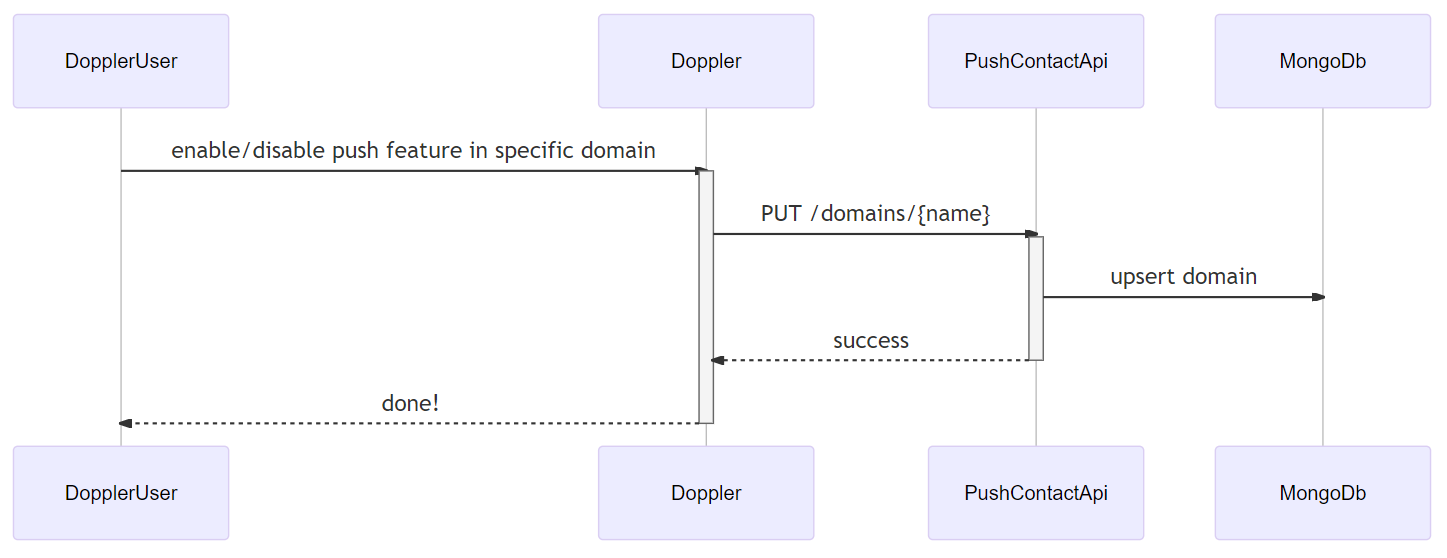 DopplerUser
Doppler
PushContactApi
MongoDb
enable/disable push feature in specific domain
PUT /domains/{name}
upsert domain
success
done!
DopplerUser
Doppler
PushContactApi
MongoDb